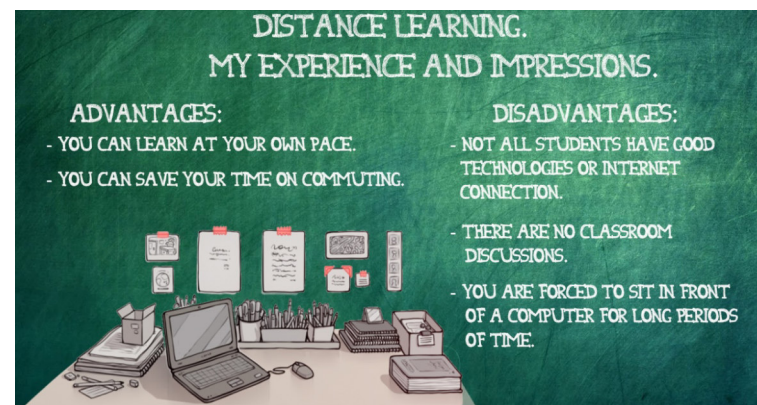 DISTANCE LEARNING.
MY EXPERIENCE AND IMPRESSIONS.
ADVANTAGES:
- YOU CAN LEARN AT YOUR OWN PACE.
- YOU CAN SAVE YOUR TIME ON COMMUTING.
DISADVANTAGES:
- NOT ALL STUDENTS HAVE GOOD
TECHNOLOGIES OR INTERNET
CONNECTION.
- THERE ARE NO CLASSROOM
DISCUSSIONS.
- YOU ARE FORCED TO SIT IN FRONT
OF A COMPUTER FOR LONG PERIODS
OF TIME.